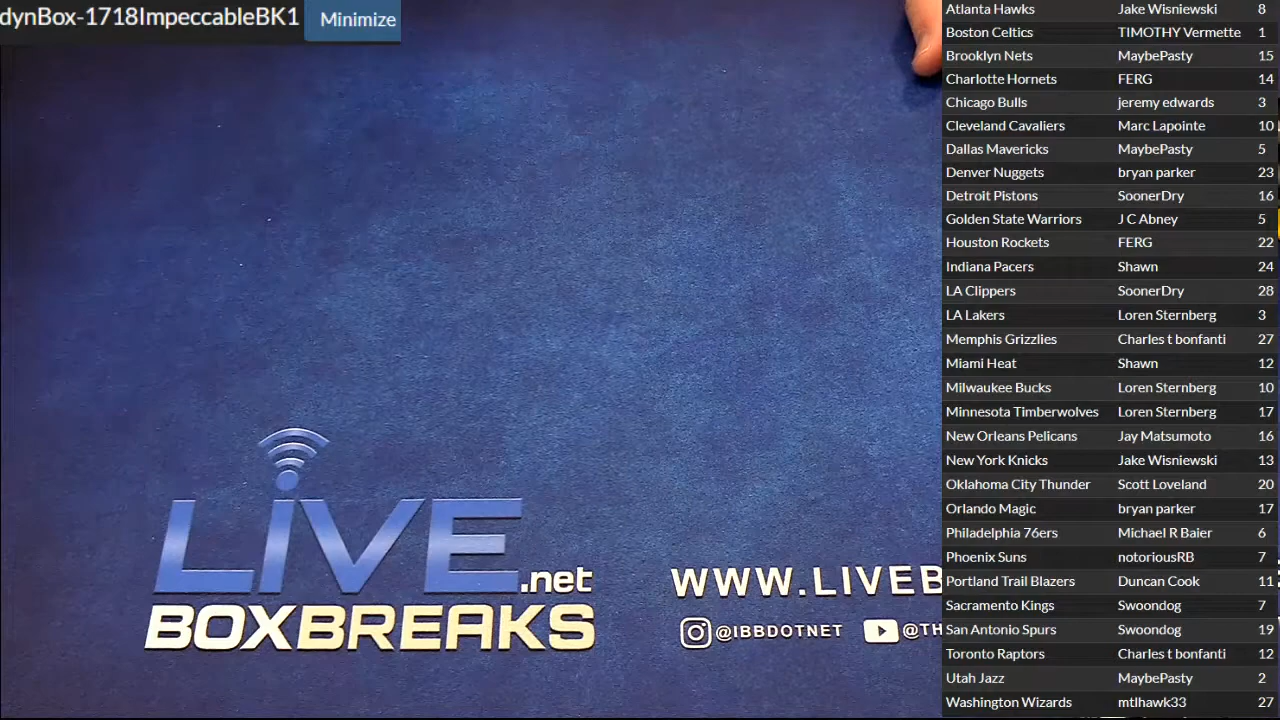 dynBox-1718ImpeccableBK1 Minimize
LiVE.net
BOXBREAKS
WWW.LIVEB
@IBBDOTNET @TH
Atlanta Hawks Jake Wisniewski 8
Boston Celtics TIMOTHY Vermette 1
Brooklyn Nets MaybePasty 15
Charlotte Hornets FERG 14
Chicago Bulls jeremy edwards 3
Cleveland Cavaliers Marc Lapointe 10
Dallas Mavericks MaybePasty 5
Denver Nuggets bryan parker 23
Detroit Pistons SoonerDry 16
Golden State Warriors J C Abney 5
Houston Rockets FERG 22
Indiana Pacers Shawn 24
LA Clippers SoonerDry 28
LA Lakers Loren Sternberg 3
Memphis Grizzlies Charles t bonfanti 27
Miami Heat Shawn 12
Milwaukee Bucks Loren Sternberg 10
Minnesota Timberwolves Loren Sternberg 17
New Orleans Pelicans Jay Matsumoto 16
New York Knicks Jake Wisniewski 13
Oklahoma City Thunder Scott Loveland 20
Orlando Magic bryan parker 17
Philadelphia 76ers Michael R Baier 6
Phoenix Suns notoriousRB 7
Portland Trail Blazers Duncan Cook 11
Sacramento Kings Swoondog 7
San Antonio Spurs Swoondog 19
Toronto Raptors Charles t bonfanti 12
Utah Jazz MaybePasty 2
Washington Wizards mtlhawk33 27